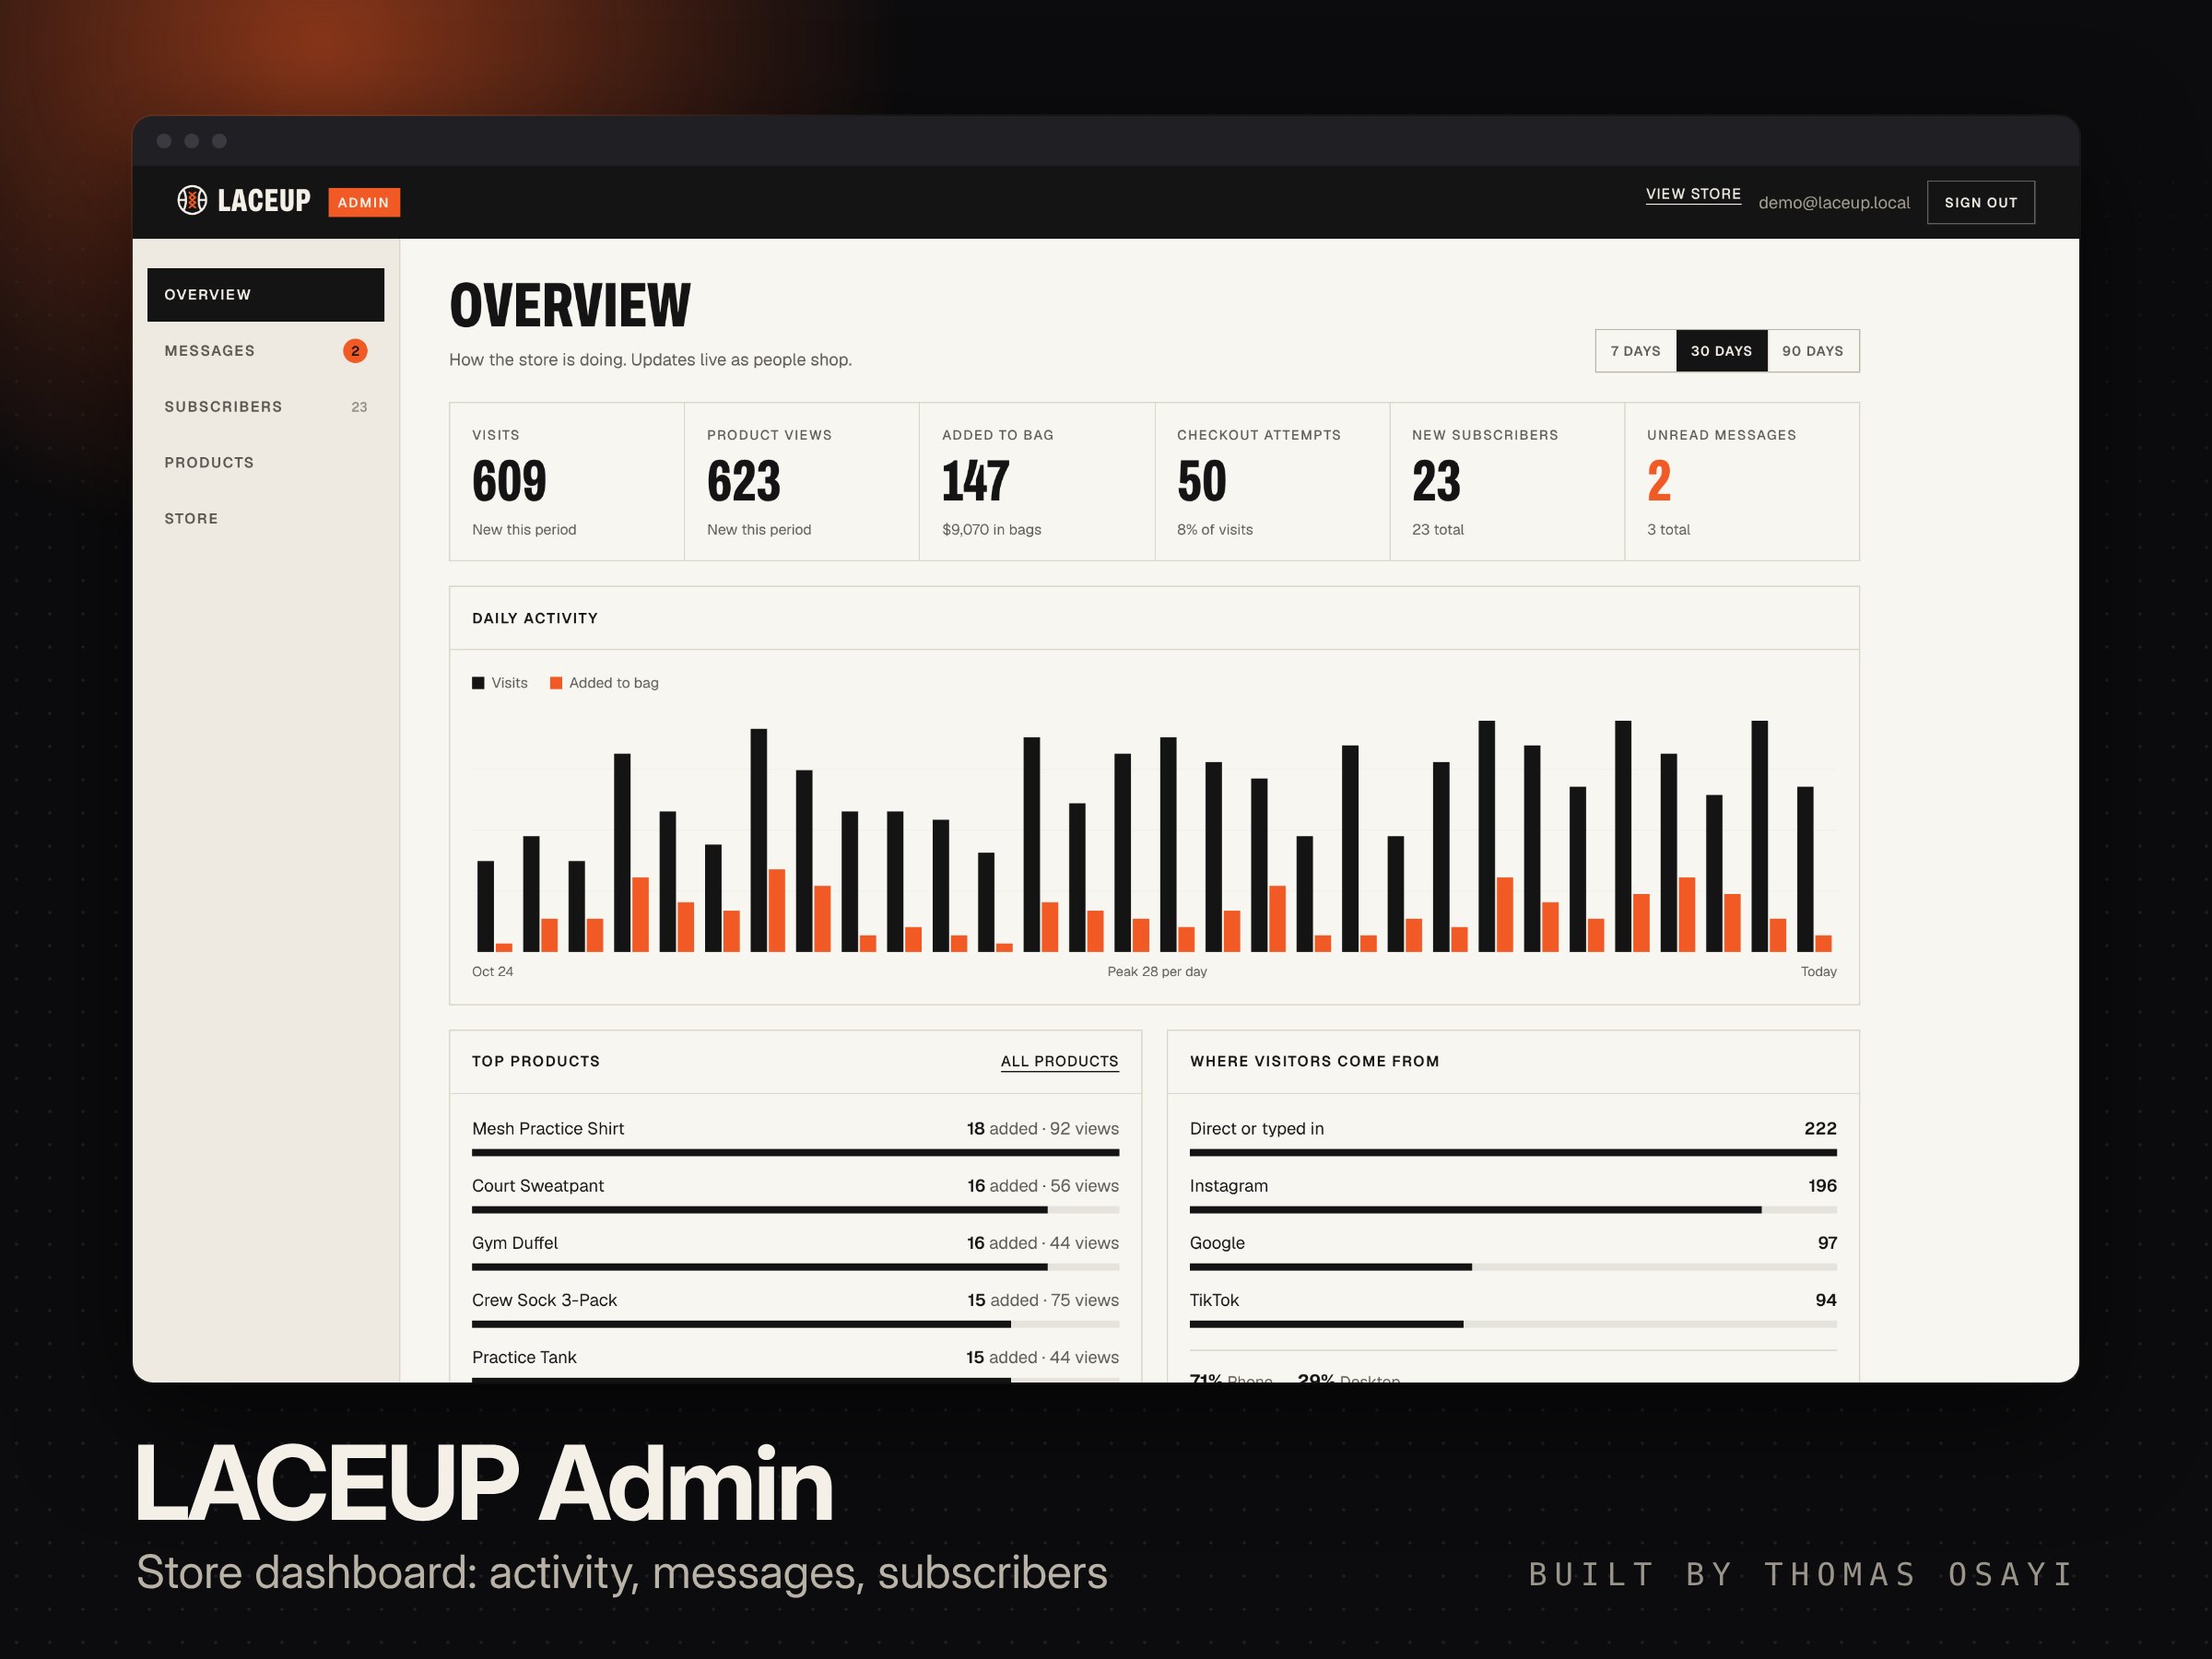 LACEUP ADMIN
VIEW STORE demo@laceup.local SIGN OUT
OVERVIEW
MESSAGES 2
SUBSCRIBERS 23
PRODUCTS
STORE
OVERVIEW
How the store is doing. Updates live as people shop.
7 DAYS 30 DAYS 90 DAYS
VISITS
609
New this period
PRODUCT VIEWS
623
New this period
ADDED TO BAG
147
$9,070 in bags
CHECKOUT ATTEMPTS
50
8% of visits
NEW SUBSCRIBERS
23
23 total
UNREAD MESSAGES
2
3 total
DAILY ACTIVITY
Visits Added to bag
Oct 24 Peak 28 per day Today
TOP PRODUCTS ALL PRODUCTS
Mesh Practice Shirt 18 added · 92 views
Court Sweatpant 16 added · 56 views
Gym Duffel 16 added · 44 views
Crew Sock 3-Pack 15 added · 75 views
Practice Tank 15 added · 44 views
WHERE VISITORS COME FROM
Direct or typed in 222
Instagram 196
Google 97
TikTok 94
71% Phone 29% Desktop
LACEUP Admin
Store dashboard: activity, messages, subscribers
BUILT BY THOMAS OSAYI